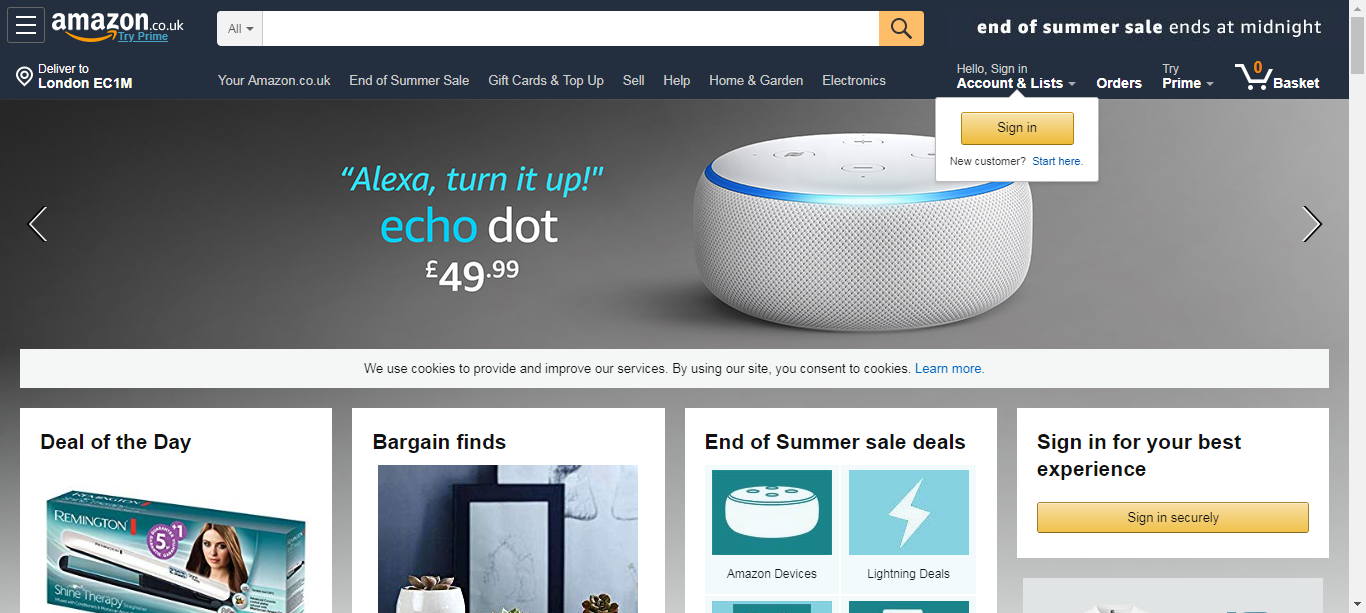 amazon.co.uk
Try Prime
All
end of summer sale ends at midnight
Deliver to
London EC1M
Your Amazon.co.uk End of Summer Sale Gift Cards & Top Up Sell Help Home & Garden Electronics
Hello, Sign in
Account & Lists
Orders
Try
Prime
0
Basket
Sign in
New customer? Start here.
“Alexa, turn it up!"
echo dot
£49.99
We use cookies to provide and improve our services. By using our site, you consent to cookies. Learn more.
Deal of the Day
REMINGTON
5
+1
Shine Therapy
Bargain finds
End of Summer sale deals
Amazon Devices
Lightning Deals
Sign in for your best
experience
Sign in securely